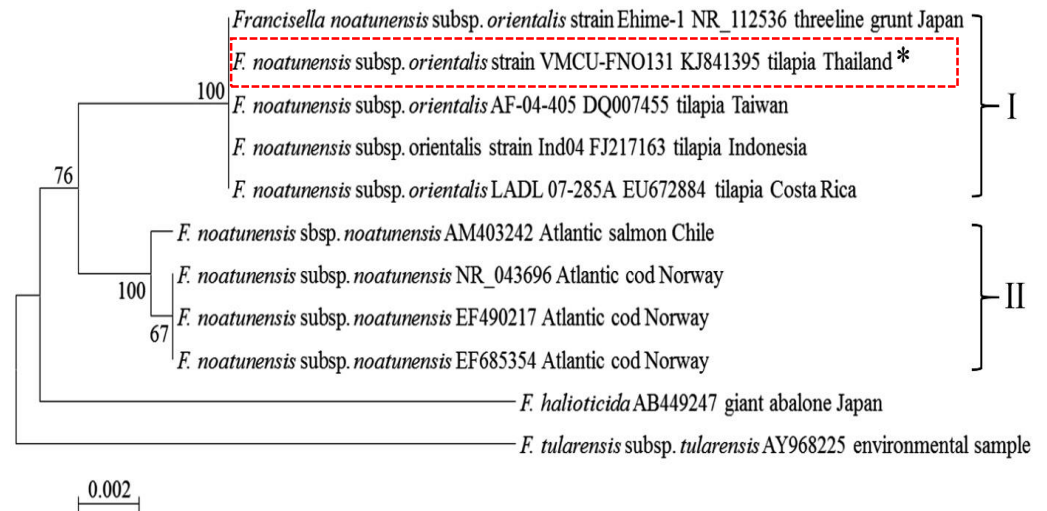 Francisella noatunensis subsp. orientalis strain Ehime-1 NR_112536 threeline grunt Japan
F. noatunensis subsp. orientalis strain VMCU-FNO131 KJ841395 tilapia Thailand *
100
F. noatunensis subsp. orientalis AF-04-405 DQ007455 tilapia Taiwan
I
F. noatunensis subsp. orientalis strain Ind04 FJ217163 tilapia Indonesia
76
F. noatunensis subsp. orientalis LADL 07-285A EU672884 tilapia Costa Rica
F. noatunensis sbsp. noatunensis AM403242 Atlantic salmon Chile
F. noatunensis subsp. noatunensis NR_043696 Atlantic cod Norway
100
II
F. noatunensis subsp. noatunensis EF490217 Atlantic cod Norway
67
F. noatunensis subsp. noatunensis EF685354 Atlantic cod Norway
F. halioticida AB449247 giant abalone Japan
F. tularensis subsp. tularensis AY968225 environmental sample
0.002